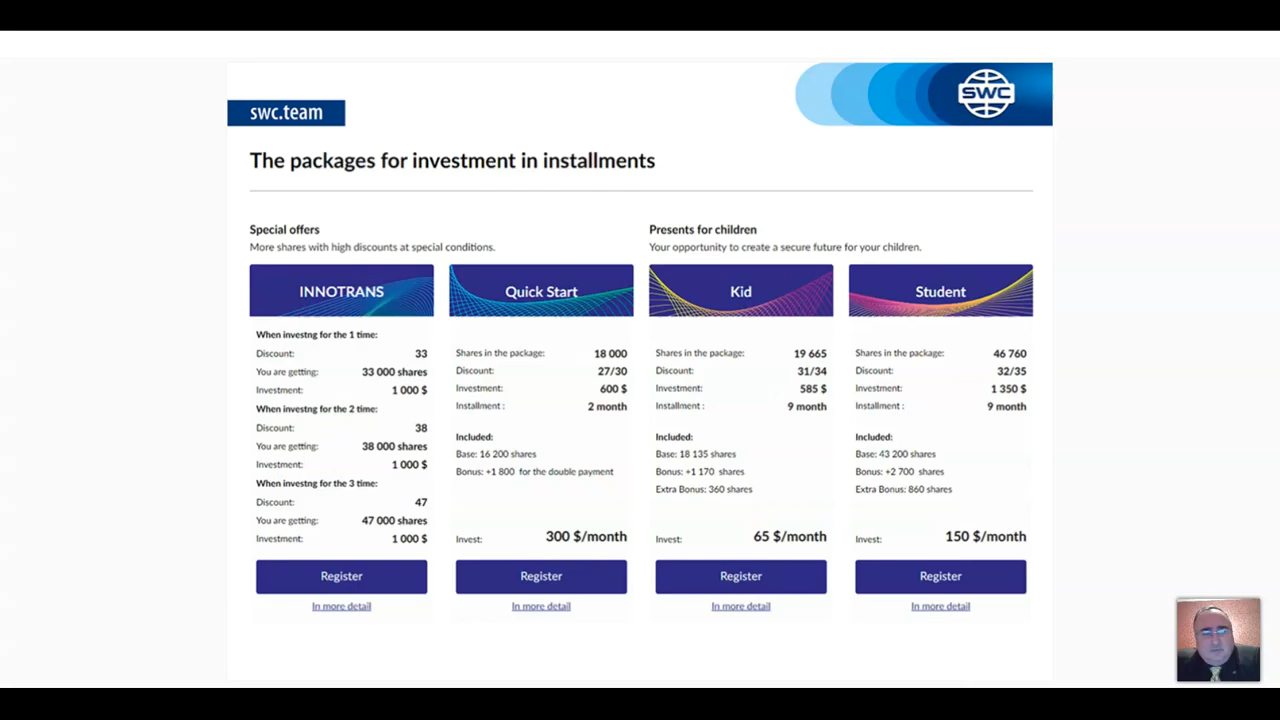 swc.team
SWC
The packages for investment in installments
Special offers
More shares with high discounts at special conditions.
Presents for children
Your opportunity to create a secure future for your children.
INNOTRANS
When investng for the 1 time:
Discount: 33
You are getting: 33 000 shares
Investment: 1 000 $
When investng for the 2 time:
Discount: 38
You are getting: 38 000 shares
Investment: 1 000 $
When investng for the 3 time:
Discount: 47
You are getting: 47 000 shares
Investment: 1 000 $
Register
In more detail
Quick Start
Shares in the package: 18 000
Discount: 27/30
Investment: 600 $
Installment : 2 month
Included:
Base: 16 200 shares
Bonus: +1 800 for the double payment
Invest: 300 $/month
Register
In more detail
Kid
Shares in the package: 19 665
Discount: 31/34
Investment: 585 $
Installment : 9 month
Included:
Base: 18 135 shares
Bonus: +1 170 shares
Extra Bonus: 360 shares
Invest: 65 $/month
Register
In more detail
Student
Shares in the package: 46 760
Discount: 32/35
Investment: 1 350 $
Installment : 9 month
Included:
Base: 43 200 shares
Bonus: +2 700 shares
Extra Bonus: 860 shares
Invest: 150 $/month
Register
In more detail